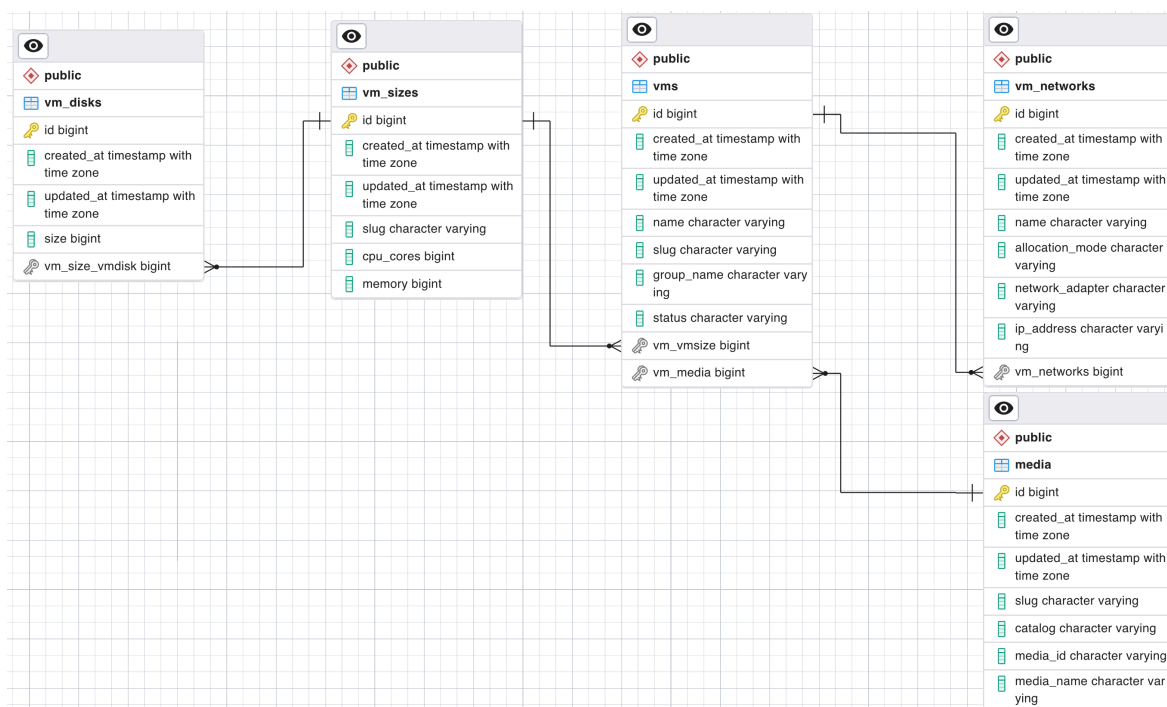 public
vm_disks
id bigint
created_at timestamp with
time zone
updated_at timestamp with
time zone
size bigint
vm_size_vmdisk bigint
public
vm_sizes
id bigint
created_at timestamp with
time zone
updated_at timestamp with
time zone
slug character varying
cpu_cores bigint
memory bigint
public
vms
id bigint
created_at timestamp with
time zone
updated_at timestamp with
time zone
name character varying
slug character varying
group_name character vary
ing
status character varying
vm_vmsize bigint
vm_media bigint
public
vm_networks
id bigint
created_at timestamp with
time zone
updated_at timestamp with
time zone
name character varying
allocation_mode character
varying
network_adapter character
varying
ip_address character varyi
ng
vm_networks bigint
public
media
id bigint
created_at timestamp with
time zone
updated_at timestamp with
time zone
slug character varying
catalog character varying
media_id character varying
media_name character var
ying